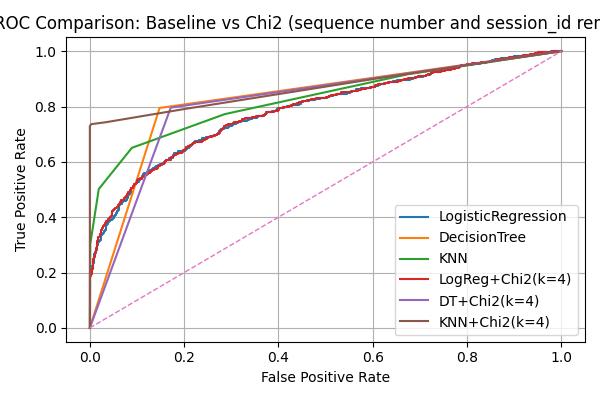 ROC Comparison: Baseline vs Chi2 (sequence number and session_id
True Positive Rate
1.0
0.8
0.6
0.4
0.2
0.0
LogisticRegression
DecisionTree
KNN
LogReg+Chi2(k=4)
DT+Chi2(k=4)
KNN+Chi2(k=4)
0.0 0.2 0.4 0.6 0.8 1.0
False Positive Rate